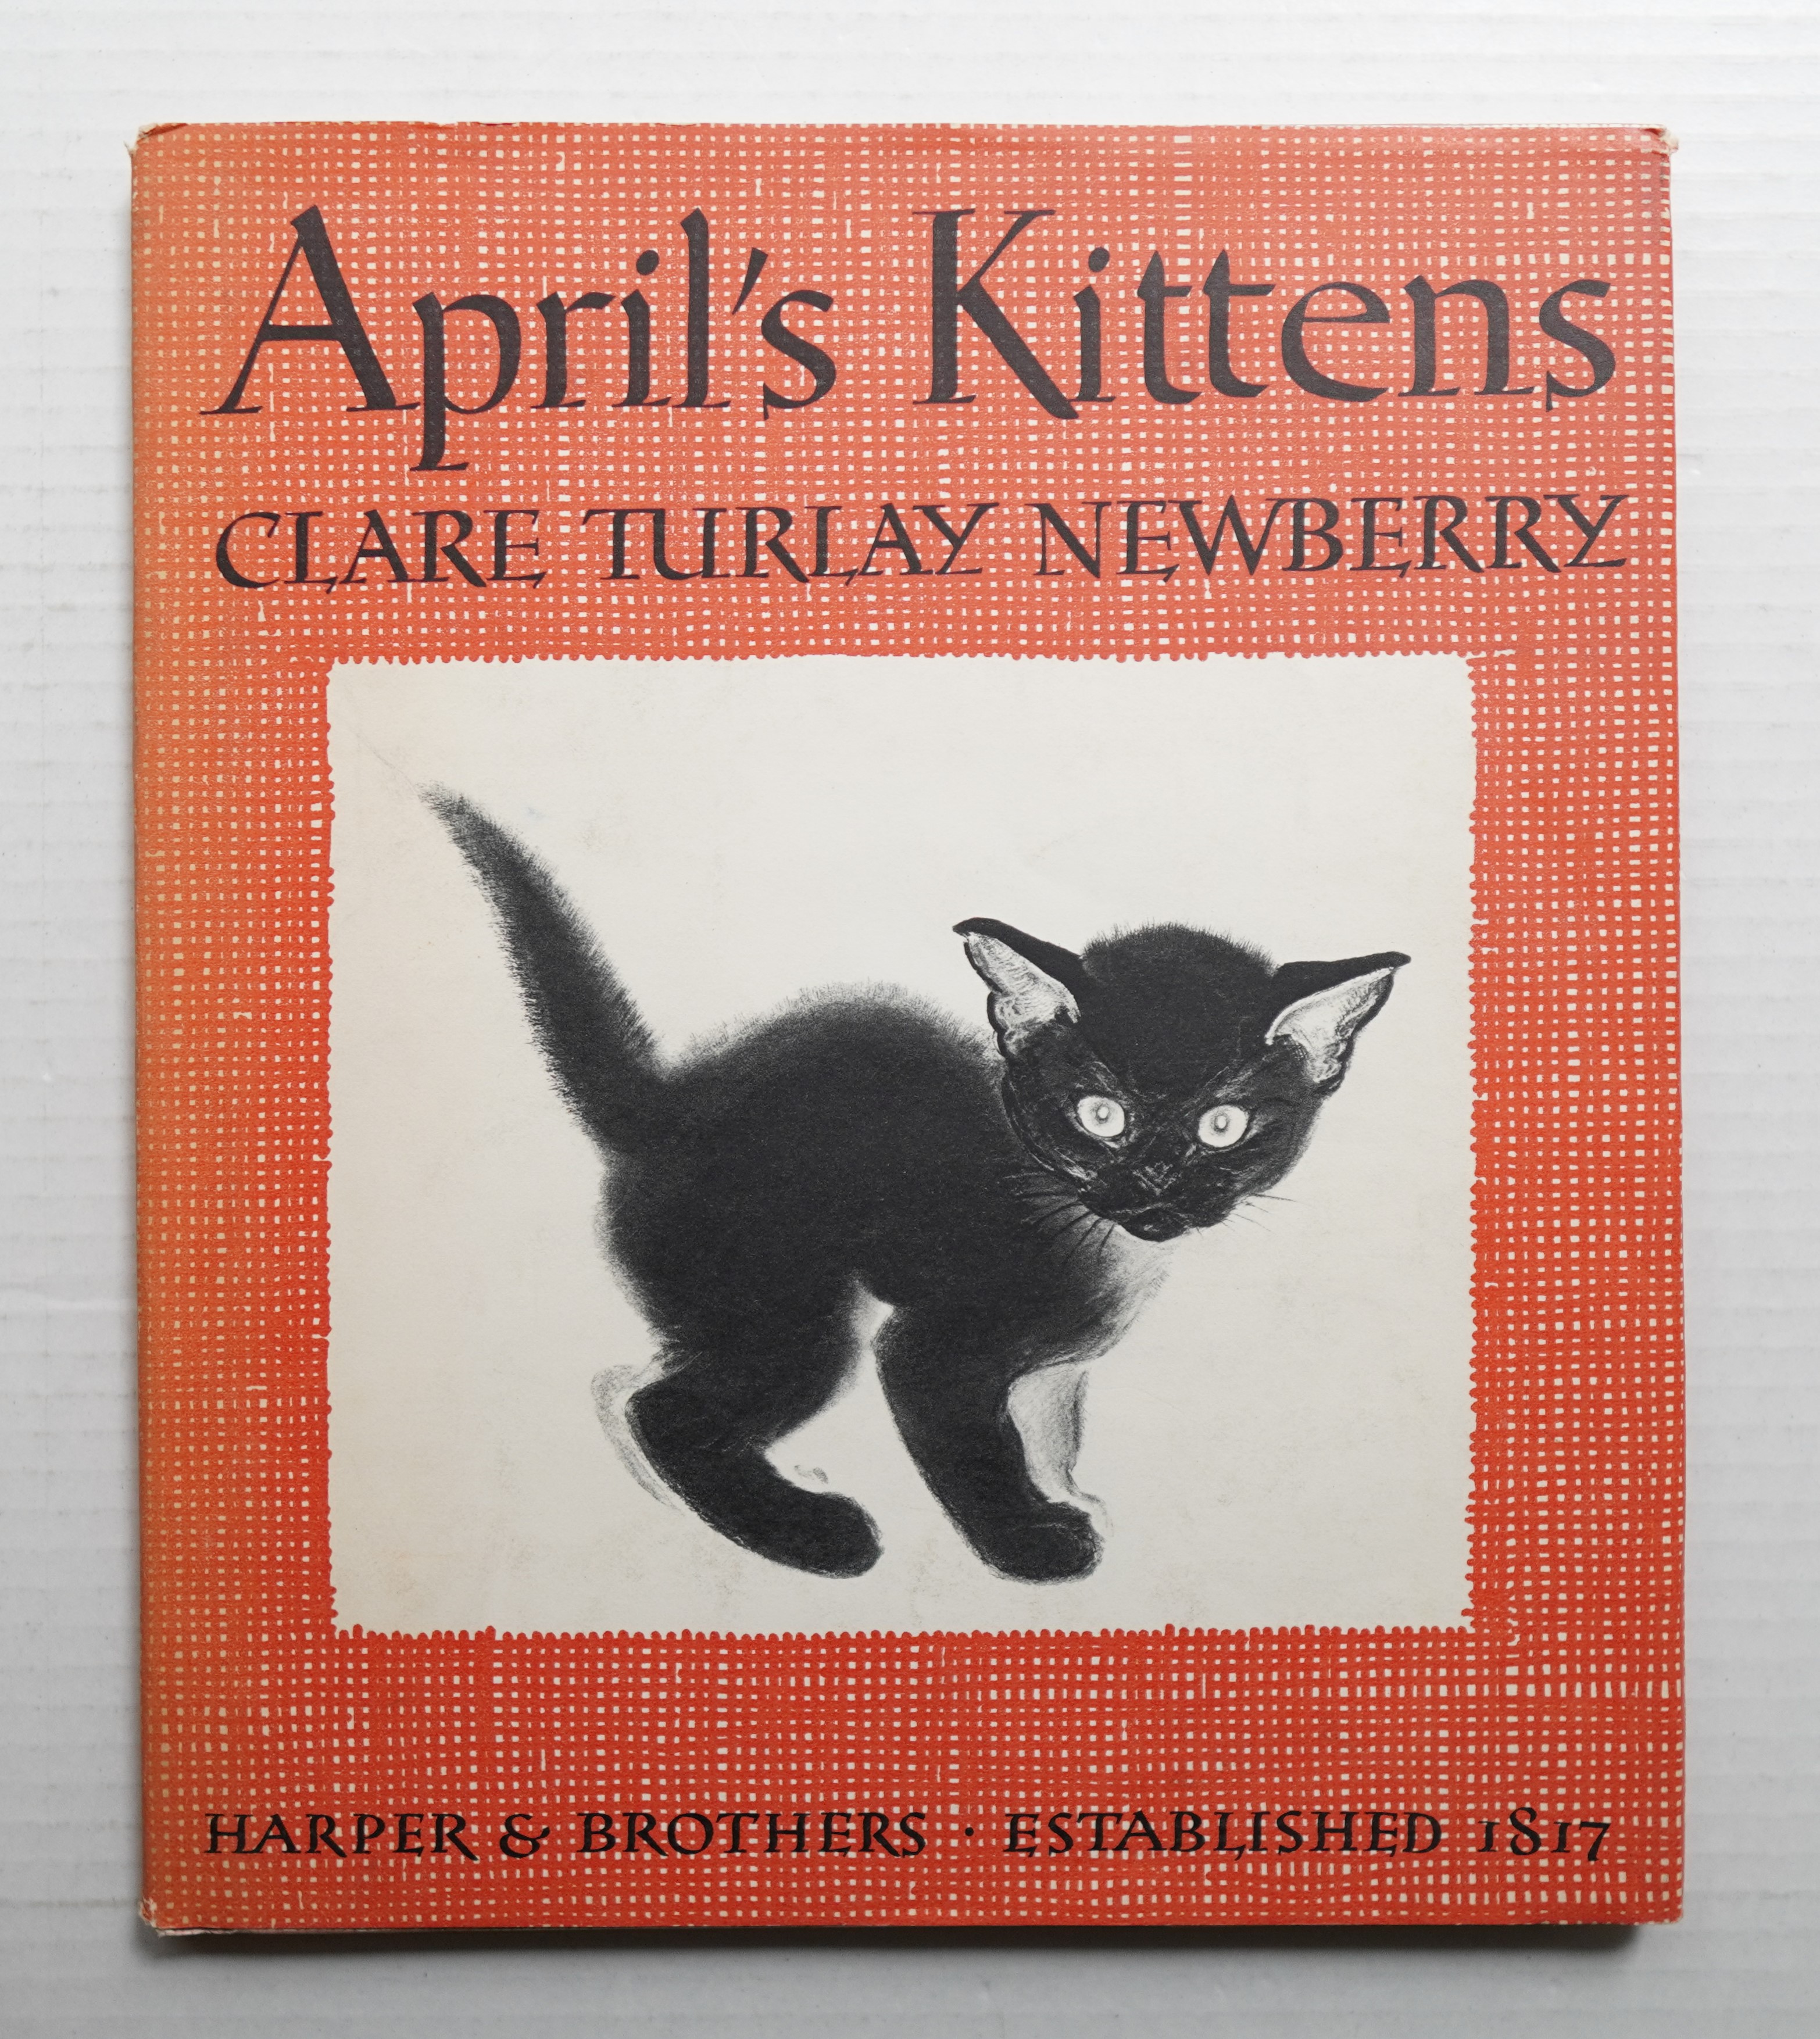 April's Kittens
CLARE TURLAY NEWBERRY
HARPER & BROTHERS · ESTABLISHED 1817